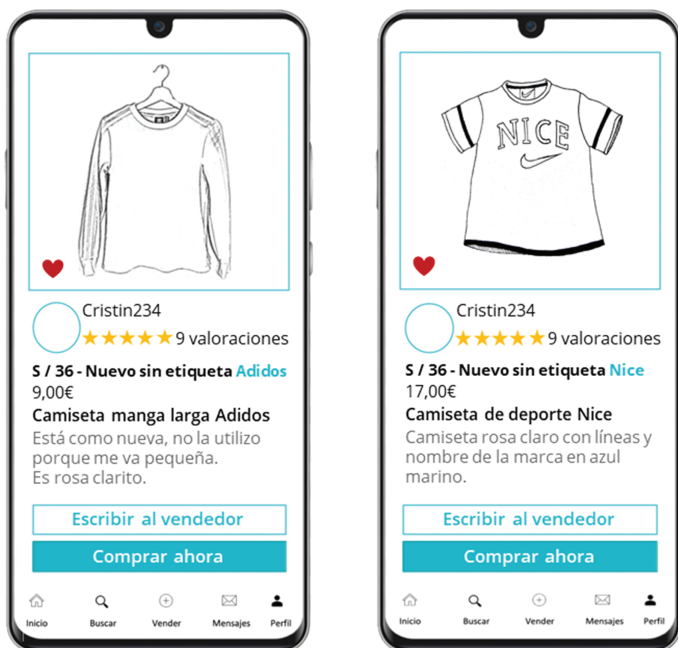 Cristin234
9 valoraciones
S / 36 - Nuevo sin etiqueta Adidos
9,00€
Camiseta manga larga Adidos
Está como nueva, no la utilizo
porque me va pequeña.
Es rosa clarito.
Escribir al vendedor
Comprar ahora
Inicio
Buscar
Vender
Mensajes
Perfil
NICE
Cristin234
9 valoraciones
S / 36 - Nuevo sin etiqueta Nice
17,00€
Camiseta de deporte Nice
Camiseta rosa claro con líneas y
nombre de la marca en azul
marino.
Escribir al vendedor
Comprar ahora
Inicio
Buscar
Vender
Mensajes
Perfil